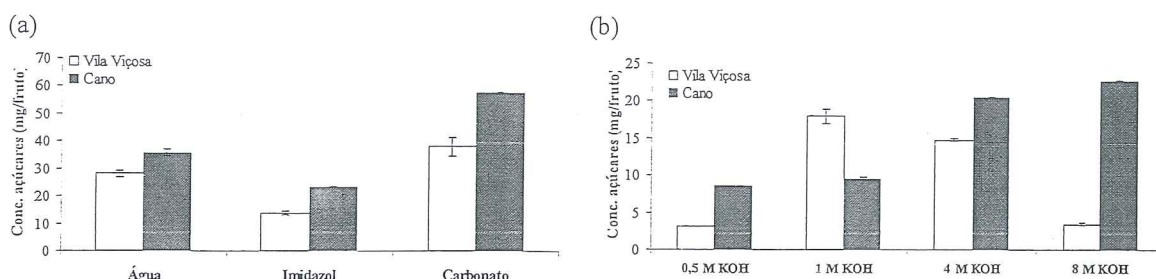 (a)
Conc. açúcares (mg/fruto)
70
60
50
40
30
20
10
0
Vila Viçosa
Cano
Água
Imidazol
Carbonato
(b)
Conc. açúcares (mg/fruto)
25
20
15
10
5
0
Vila Viçosa
Cano
0,5 M KOH
1 M KOH
4 M KOH
8 M KOH